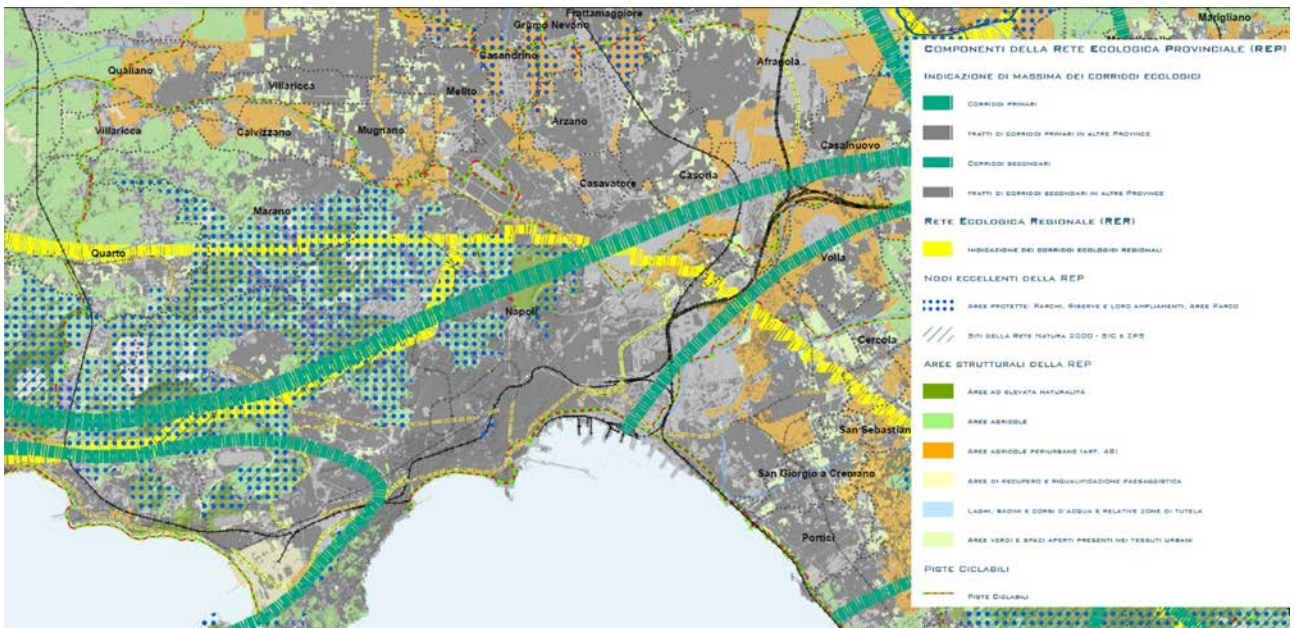 Frattamaggiore
Grumo Nevono
Marigliano
Casandrino
Afragola
Qualiano
Villaricca
Melito
Arzano
Villaricca
Calvizzano
Mugnano
Casalnuovo
Casavatore
Casoria
Marano
Quarto
Volla
Napoli
Cercola
San Sebastian
San Giorgio a Cremano
Portici
Componenti della Rete Ecologica Provinciale (REP)
Indicazione di massima dei corridoi ecologici
Corridoi primari
tratti di corridoi primari in altre Province
Corridoi secondari
tratti di corridoi secondari in altre Province
Rete Ecologica Regionale (RER)
Indicazione dei corridoi ecologici regionali
Nodi eccellenti della REP
Aree protette: Parchi, Riserve e loro ampliamenti, Aree Parco
Siti della Rete Natura 2000 - SIC e ZPS
Aree strutturali della REP
Aree ad elevata naturalità
Aree agricole
Aree agricole periurbane (art. 48)
Aree di recupero e riqualificazione paesaggistica
Laghi, bacini e corsi d'acqua e relative zone di tutela
Aree verdi e spazi aperti presenti nei tessuti urbani
Piste Ciclabili
Piste Ciclabili